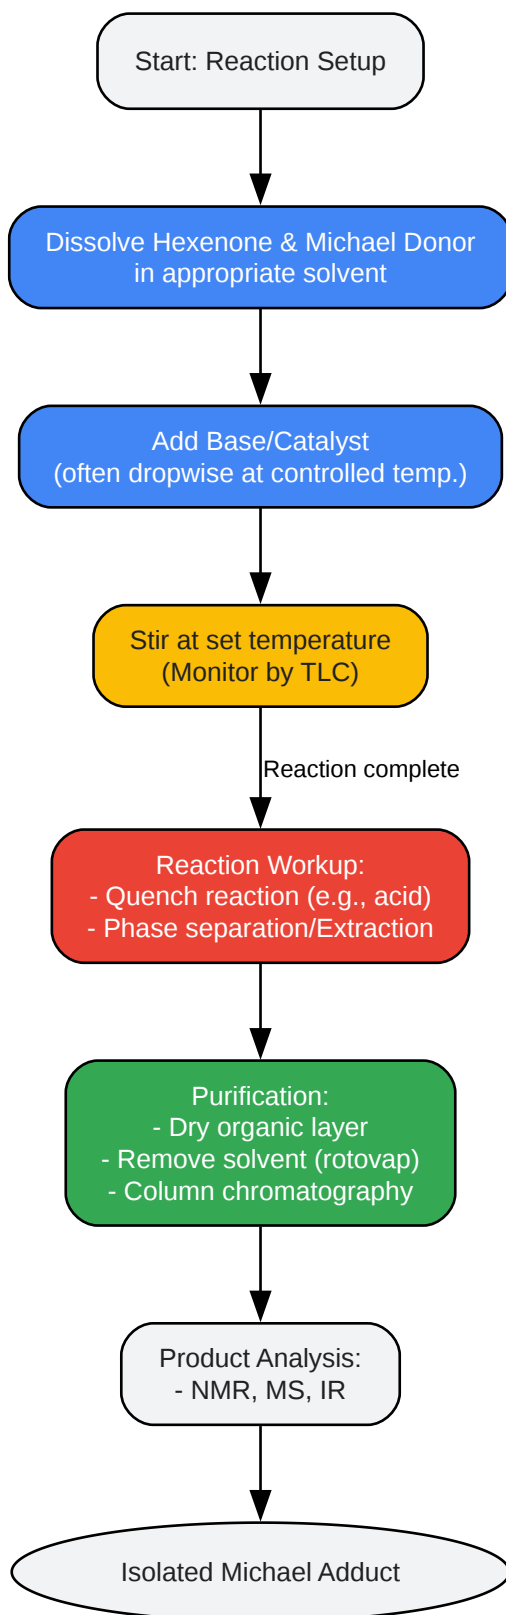 Start: Reaction Setup
Dissolve Hexenone & Michael Donor
in appropriate solvent
Add Base/Catalyst
(often dropwise at controlled temp.)
Stir at set temperature
(Monitor by TLC)
Reaction complete
Reaction Workup:
- Quench reaction (e.g., acid)
- Phase separation/Extraction
Purification:
- Dry organic layer
- Remove solvent (rotovap)
- Column chromatography
Product Analysis:
- NMR, MS, IR
Isolated Michael Adduct